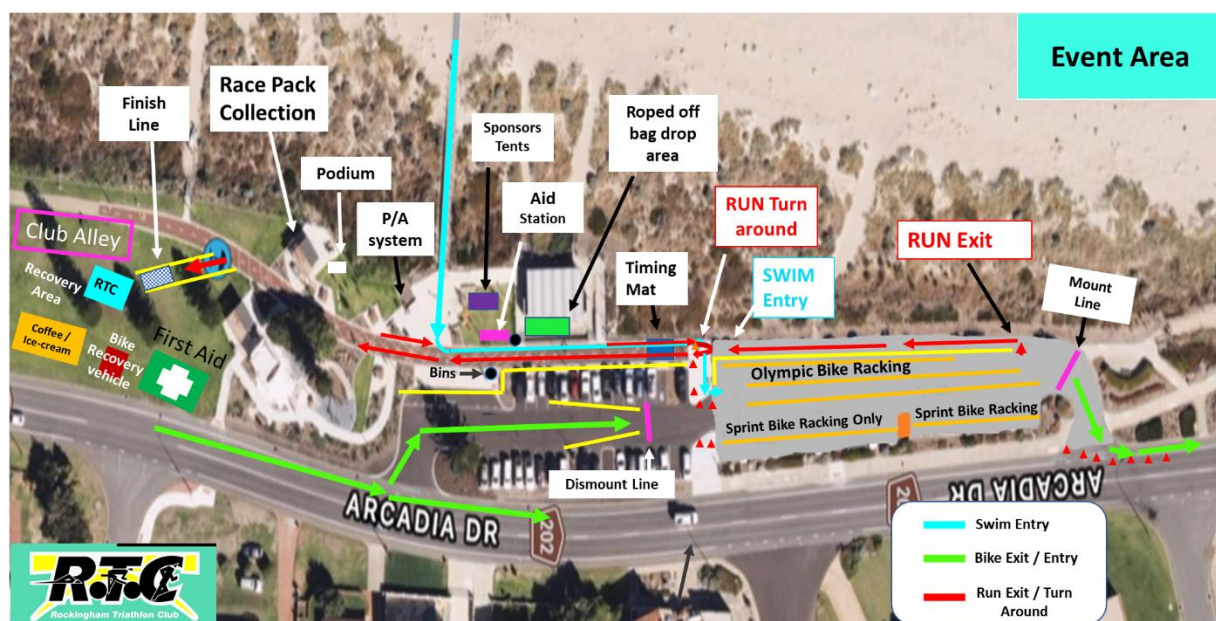 Event Area
Race Pack
Collection
Finish
Line
Sponsors
Tents
Roped off
bag drop
area
Podium
P/A
system
Aid
Station
RUN Turn
around
RUN Exit
Club Alley
Timing
Mat
SWIM
Entry
Mount
Line
Recovery
Area
RTC
Coffee /
Ice-cream
Bike
Recovery
vehicle
First Aid
Bins
Olympic Bike Racking
Sprint Bike Racking Only
Sprint Bike Racking
Dismount Line
ARCADIA DR
202
ARCADIA DR
Swim Entry
Bike Exit / Entry
Run Exit / Turn
Around
R.T.C
Rockingham Triathlon Club